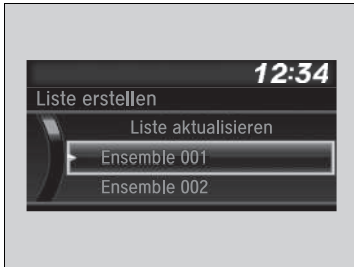 12:34
Liste erstellen
Liste aktualisieren
Ensemble 001
Ensemble 002